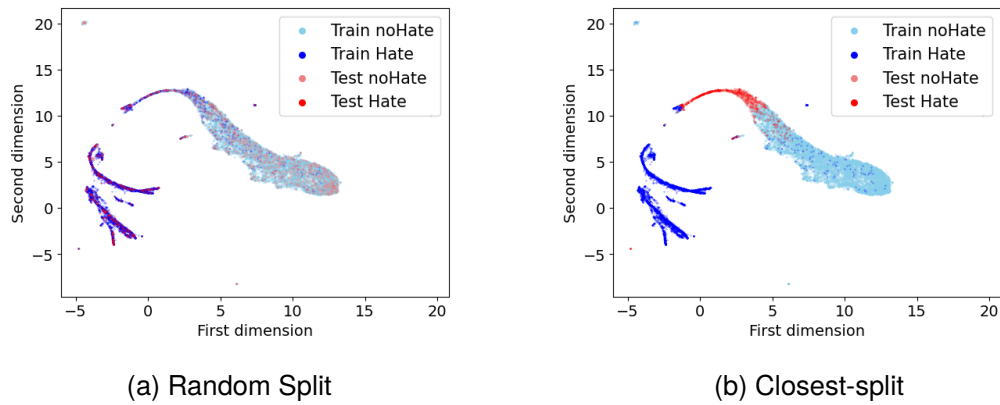 20
15
10
5
0
−5
−5
0
5
10
15
20
Second dimension
First dimension
Train noHate
Train Hate
Test noHate
Test Hate
(a) Random Split
20
15
10
5
0
−5
−5
0
5
10
15
20
Second dimension
First dimension
Train noHate
Train Hate
Test noHate
Test Hate
(b) Closest-split